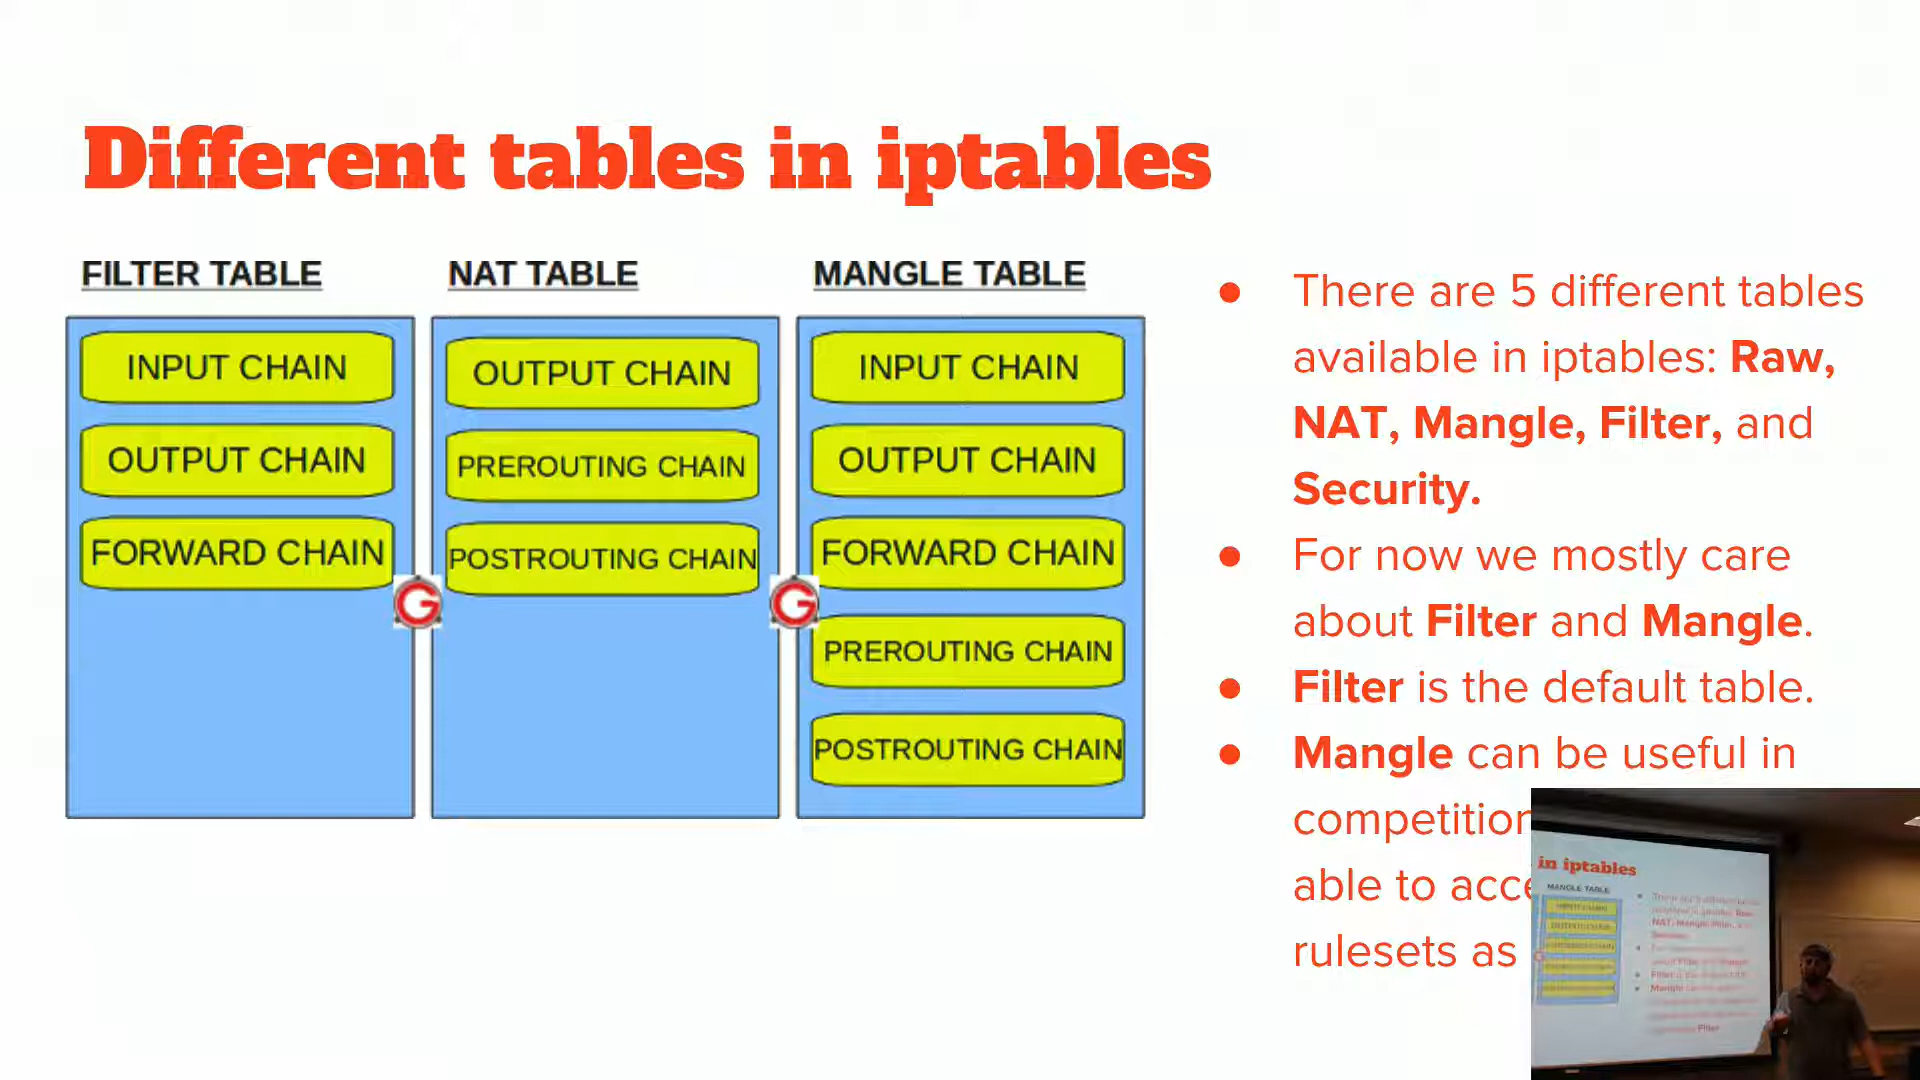 Different tables in iptables
FILTER TABLE
INPUT CHAIN
OUTPUT CHAIN
FORWARD CHAIN
NAT TABLE
OUTPUT CHAIN
PREROUTING CHAIN
POSTROUTING CHAIN
MANGLE TABLE
INPUT CHAIN
OUTPUT CHAIN
FORWARD CHAIN
PREROUTING CHAIN
POSTROUTING CHAIN
G
G
● There are 5 different tables
available in iptables: Raw,
NAT, Mangle, Filter, and
Security.
● For now we mostly care
about Filter and Mangle.
● Filter is the default table.
● Mangle can be useful in
competition
able to acce
rulesets as
in iptables
MANGLE TABLE